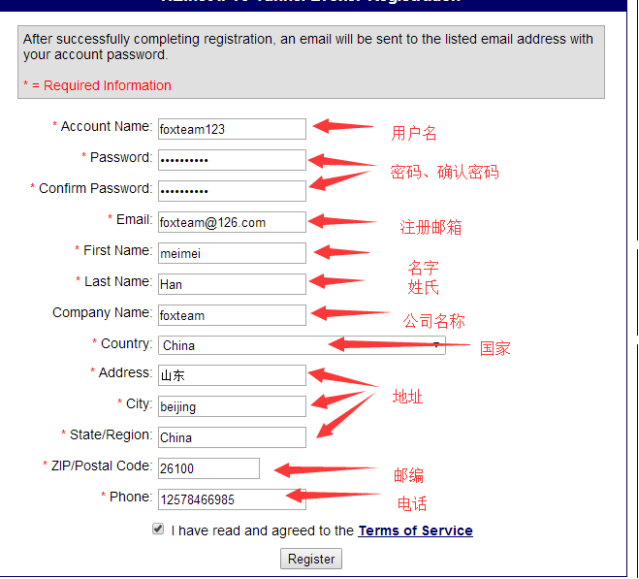 After successfully completing registration, an email will be sent to the listed email address with
your account password.
* = Required Information
* Account Name: foxteam123 用户名
* Password: ••••••••••
密码、确认密码
* Confirm Password: ••••••••••
* Email: foxteam@126.com 注册邮箱
* First Name: meimei 名字
* Last Name: Han 姓氏
Company Name: foxteam 公司名称
* Country: China 国家
* Address: 山东
* City: beijing 地址
* State/Region: China
* ZIP/Postal Code: 26100 邮编
* Phone: 12578466985 电话
I have read and agreed to the Terms of Service
Register